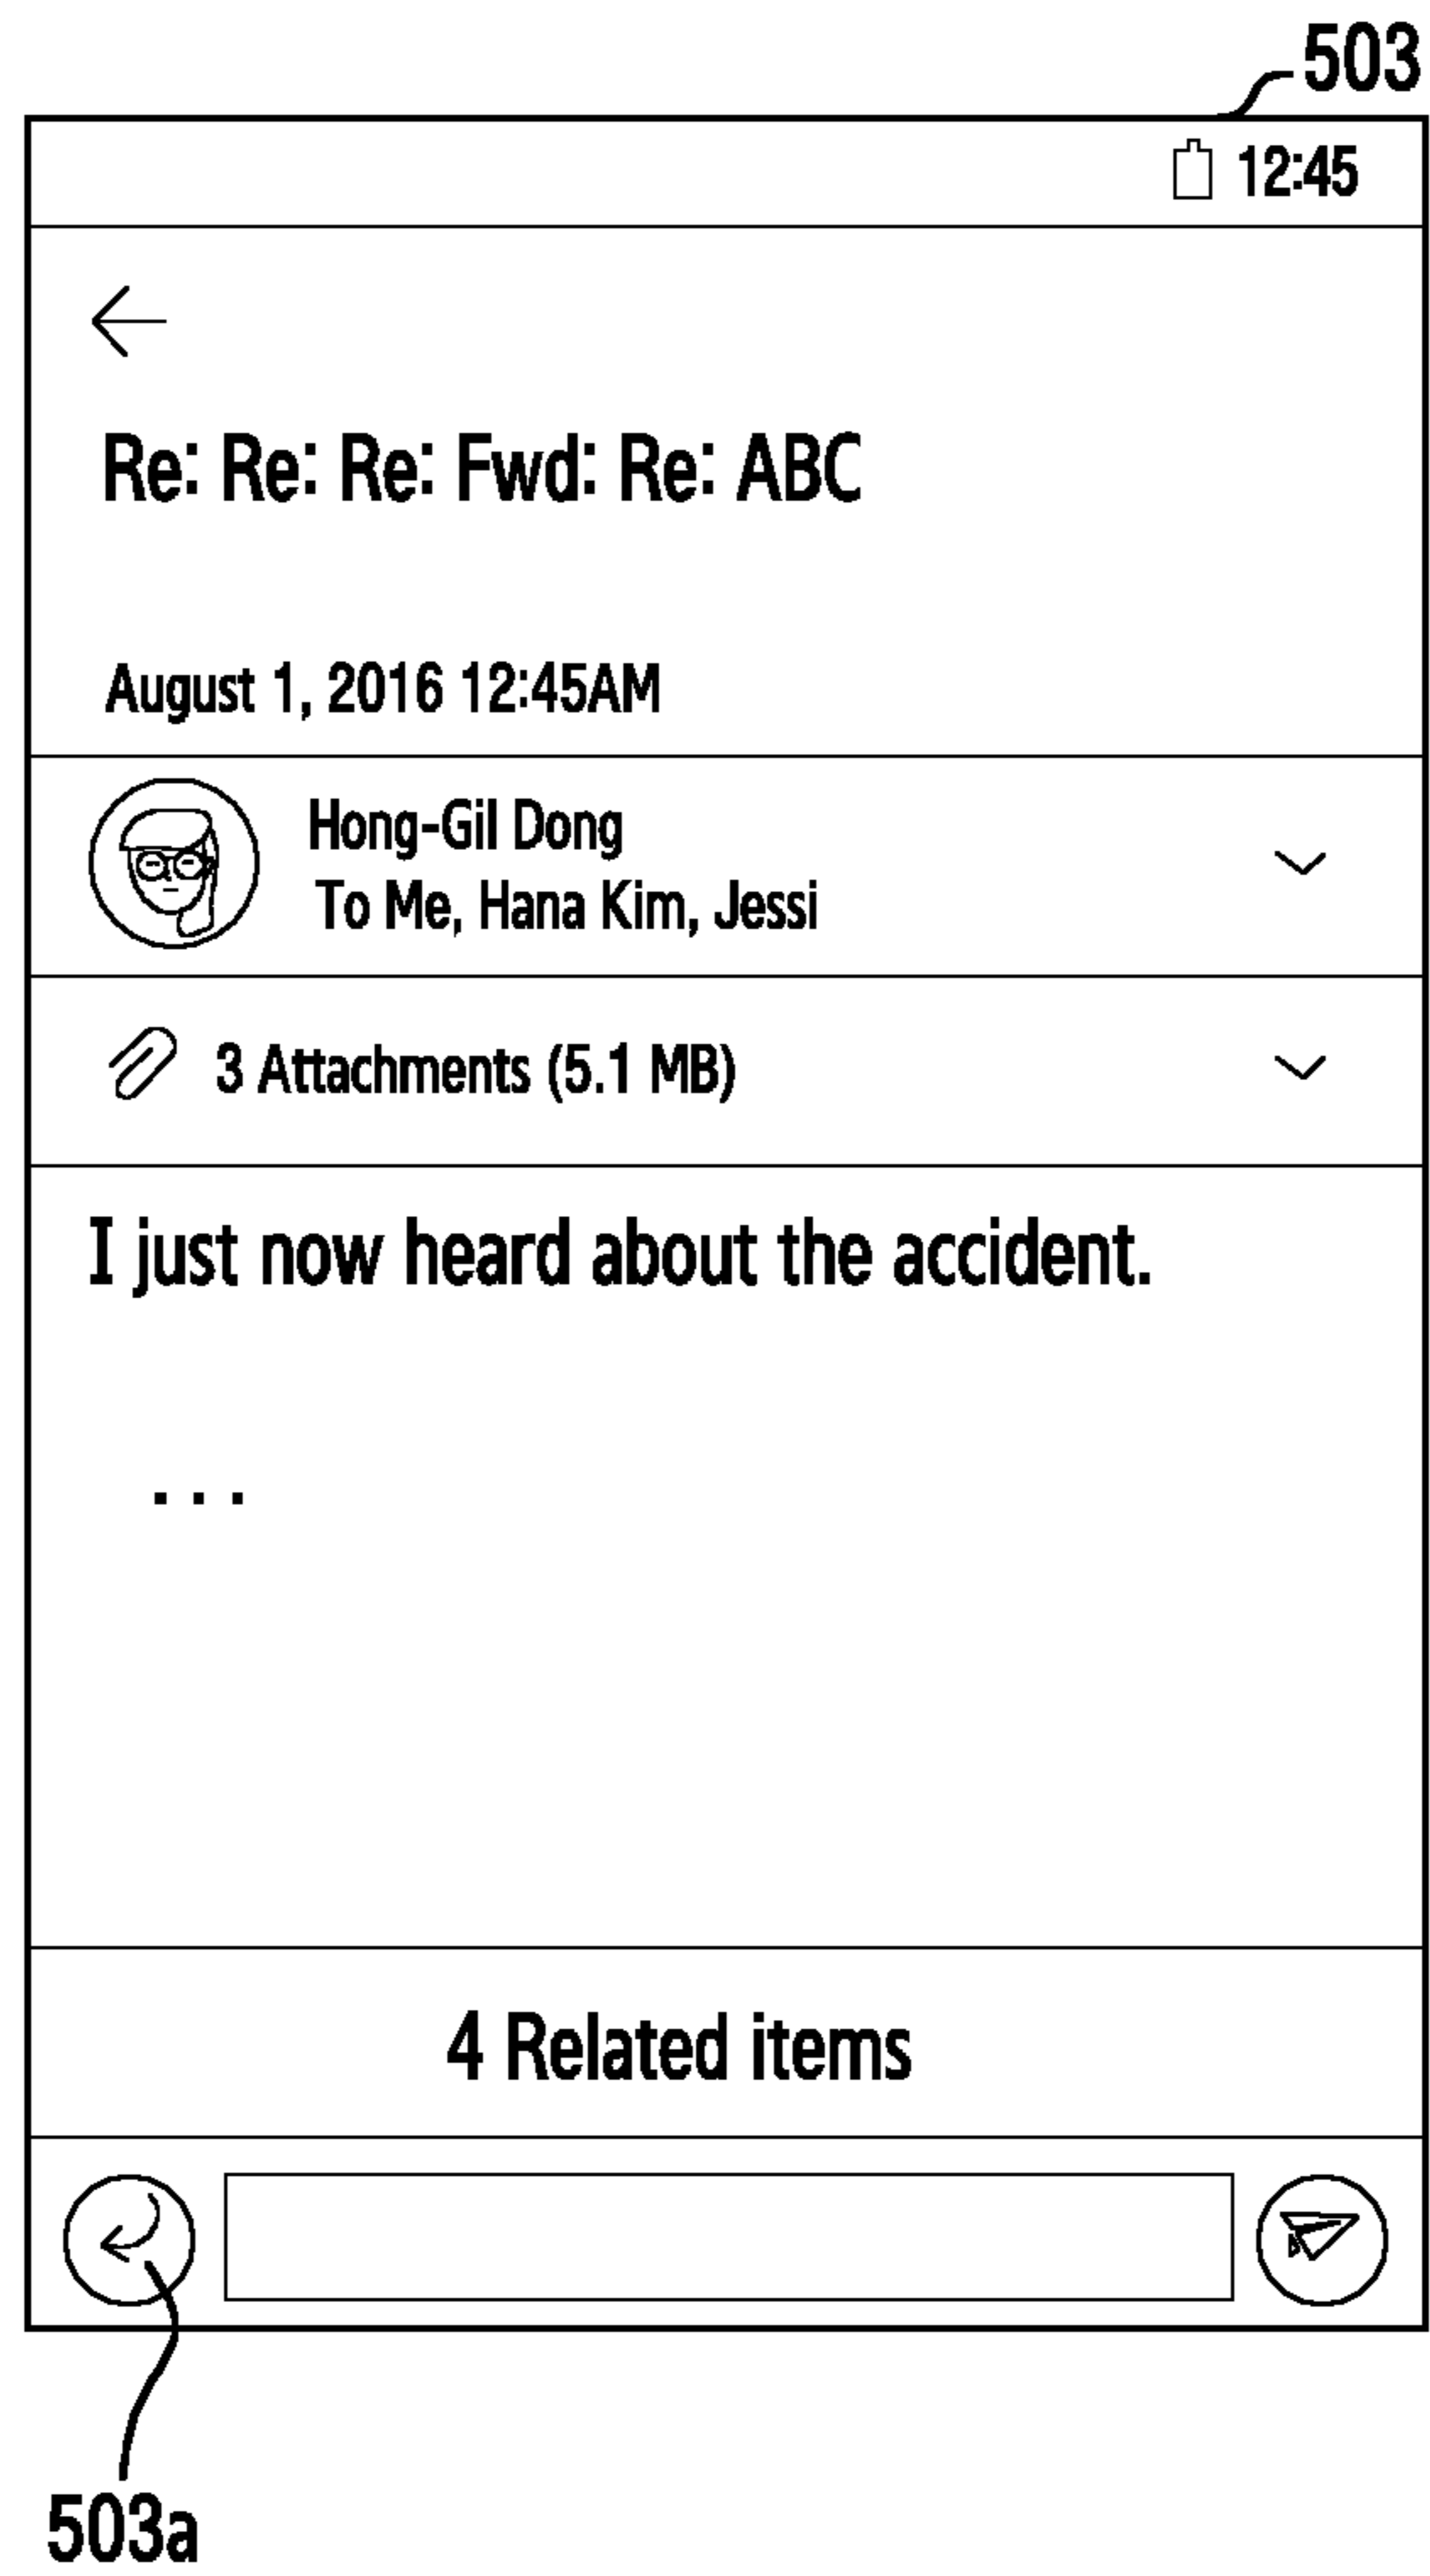 503
12:45
Re: Re: Re: Fwd: Re: ABC
August 1, 2016 12:45AM
Hong-Gil Dong
To Me, Hana Kim, Jessi
3 Attachments (5.1 MB)
I just now heard about the accident.
...
4 Related items
503a